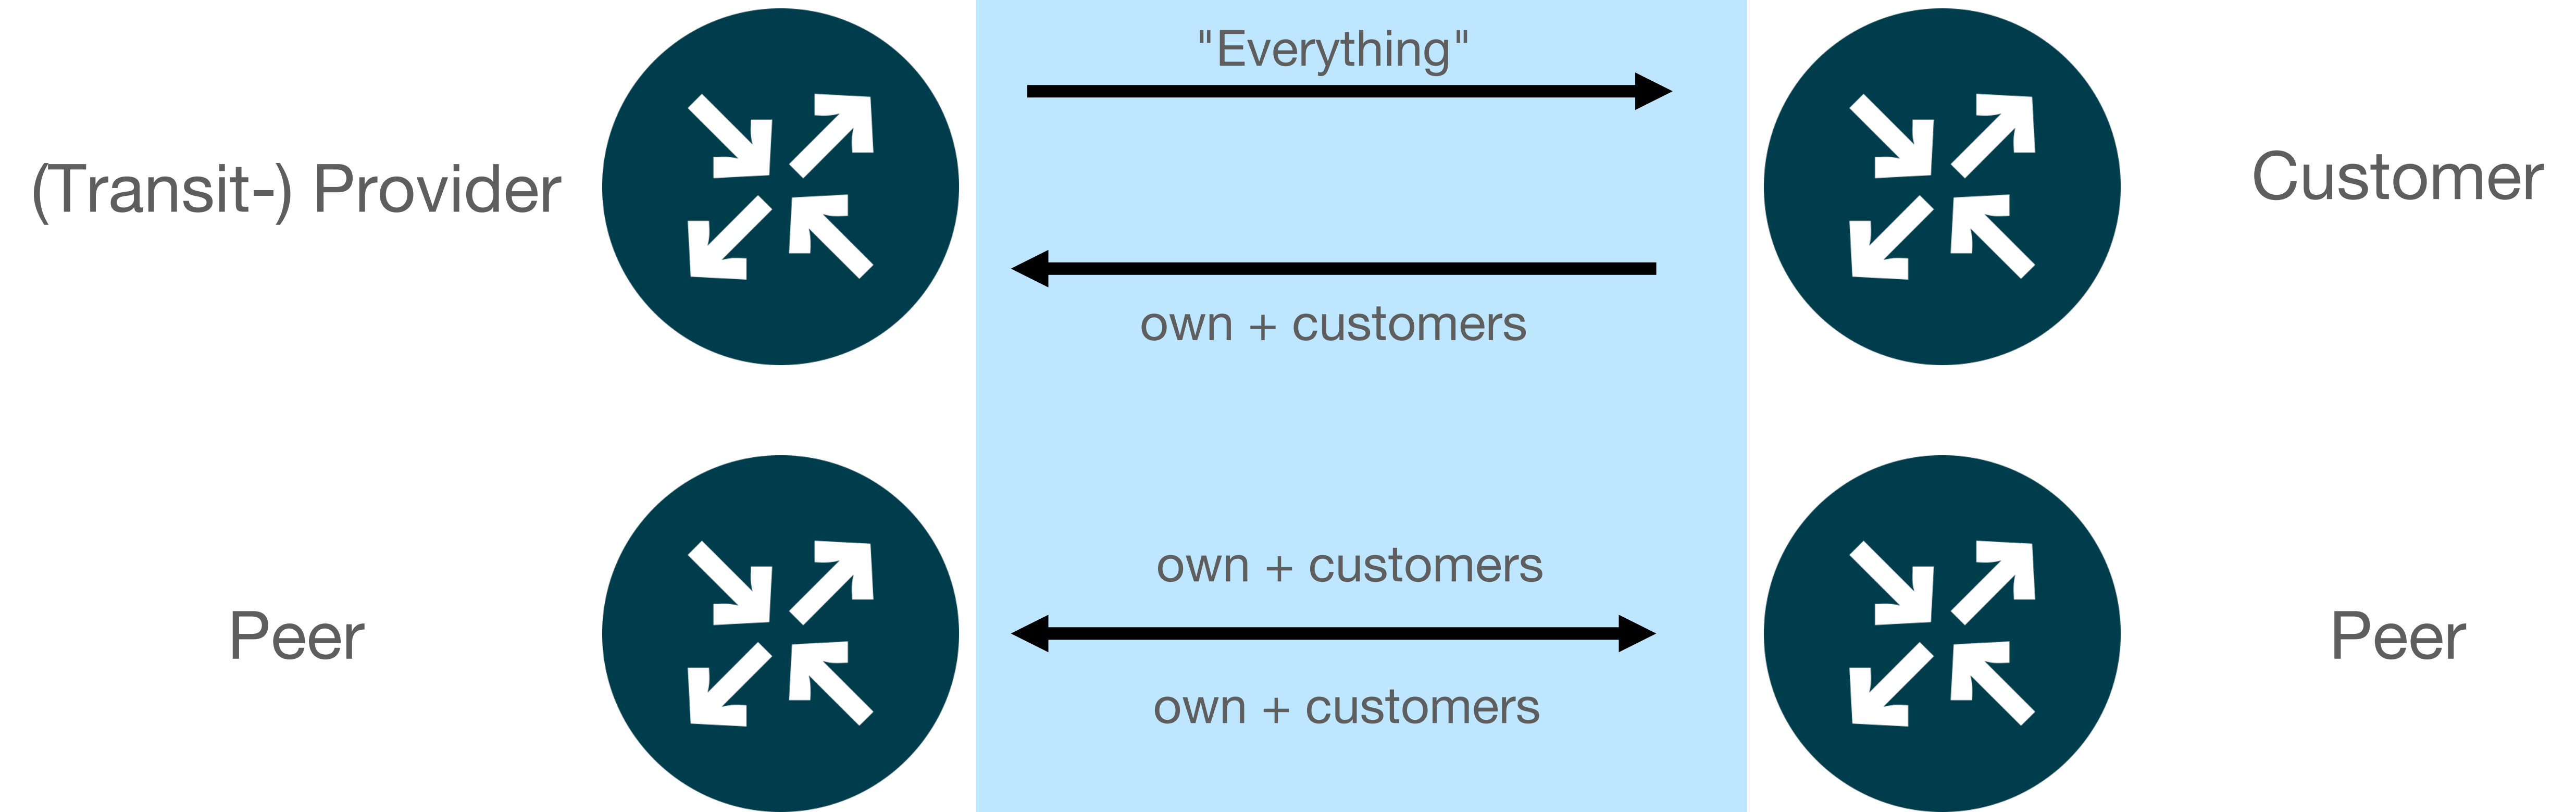 "Everything"
(Transit-) Provider
Customer
own + customers
own + customers
Peer
Peer
own + customers